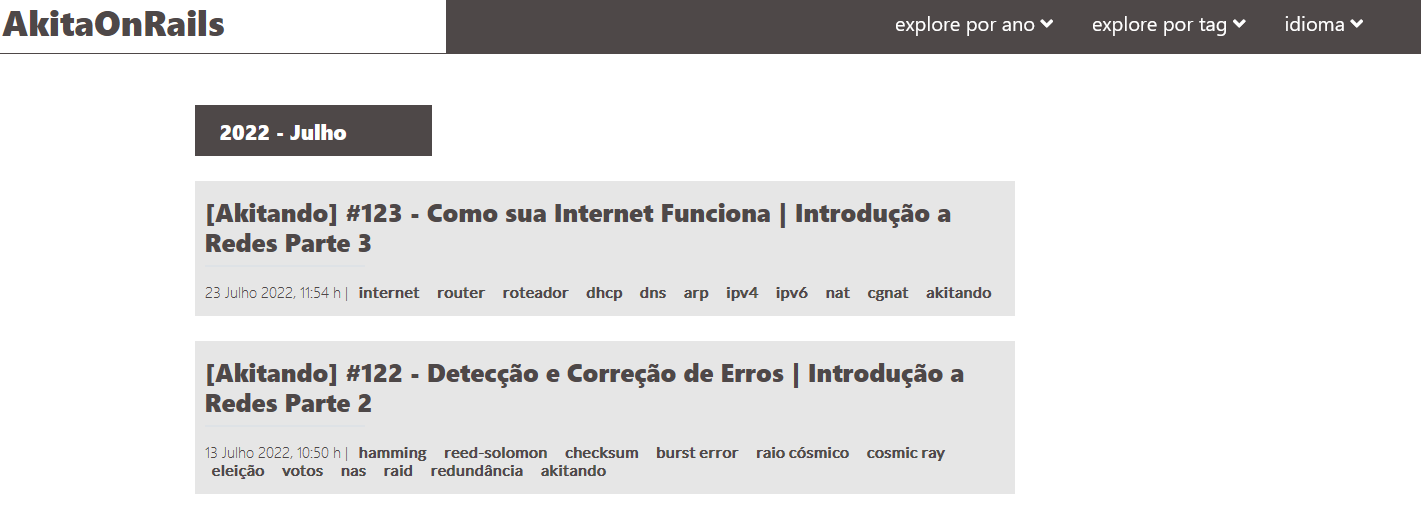 AkitaOnRails
explore por ano
explore por tag
idioma
2022 - Julho
[Akitando] #123 - Como sua Internet Funciona | Introdução a
Redes Parte 3
23 Julho 2022, 11:54 h | internet router roteador dhcp dns arp ipv4 ipv6 nat cgnat akitando
[Akitando] #122 - Detecção e Correção de Erros | Introdução a
Redes Parte 2
13 Julho 2022, 10:50 h | hamming reed-solomon checksum burst error raio cósmico cosmic ray
eleição votos nas raid redundância akitando